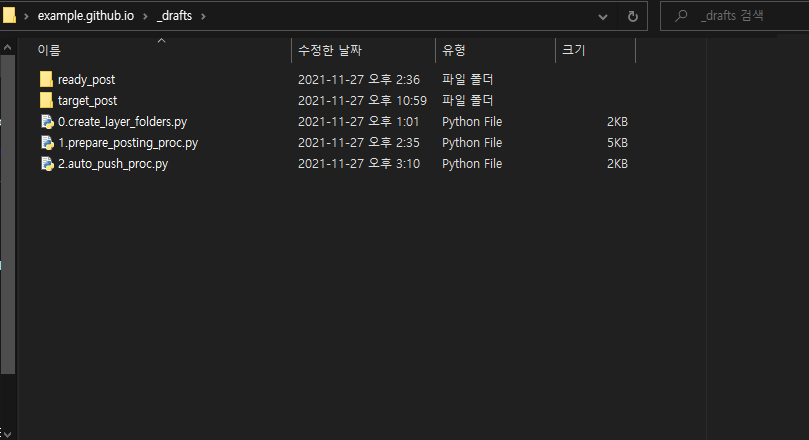 example.github.io > _drafts >
_drafts 검색
이름 수정한 날짜 유형 크기
ready_post 2021-11-27 오후 2:36 파일 폴더
target_post 2021-11-27 오후 10:59 파일 폴더
0.create_layer_folders.py 2021-11-27 오후 1:01 Python File 2KB
1.prepare_posting_proc.py 2021-11-27 오후 2:35 Python File 5KB
2.auto_push_proc.py 2021-11-27 오후 3:10 Python File 2KB